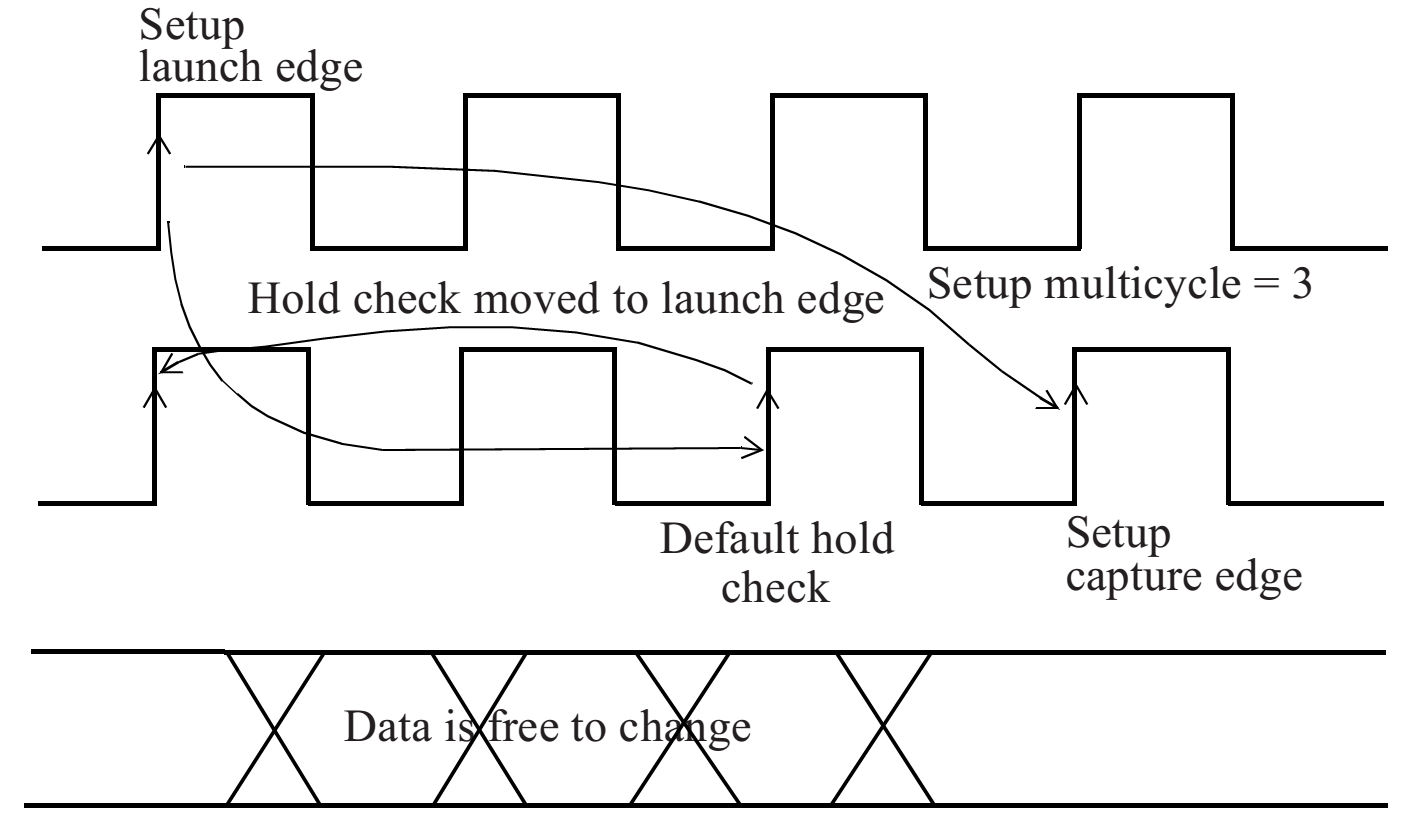 Setup
launch edge
Setup multicycle = 3
Hold check moved to launch edge
Default hold
check
Setup
capture edge
Data is free to change